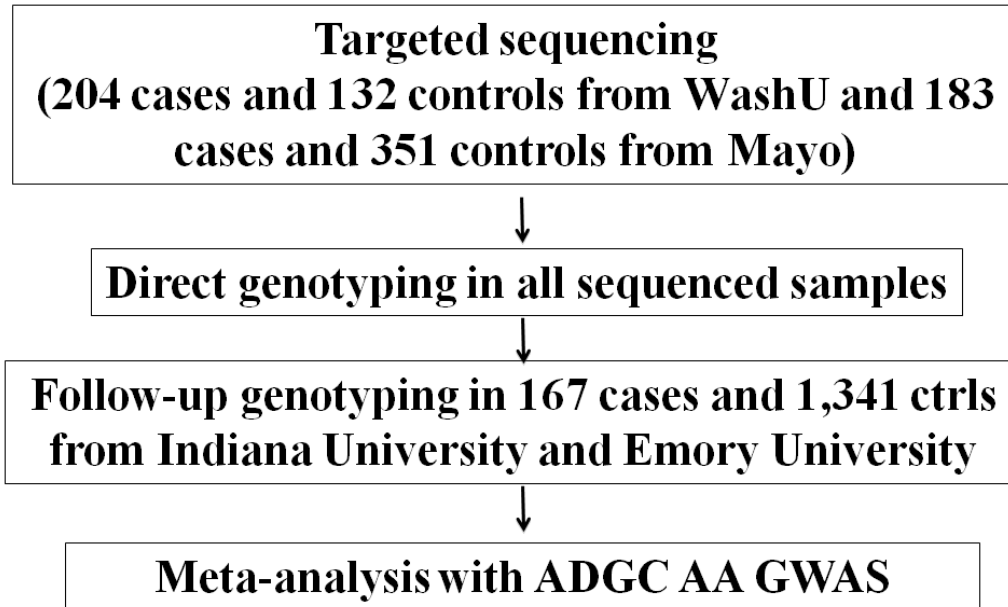 Targeted sequencing
(204 cases and 132 controls from WashU and 183
cases and 351 controls from Mayo)
Direct genotyping in all sequenced samples
Follow-up genotyping in 167 cases and 1,341 ctrls
from Indiana University and Emory University
Meta-analysis with ADGC AA GWAS